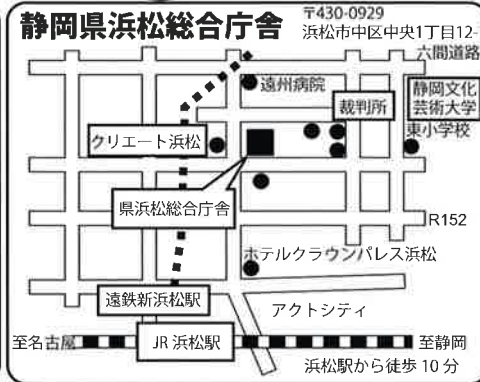 静岡県浜松総合庁舎
〒430-0929
浜松市中区中央1丁目12-
六間道路
遠州病院
裁判所
静岡文化
芸術大学
クリエート浜松
東小学校
県浜松総合庁舎
R152
ホテルクラウンパレス浜松
遠鉄新浜松駅
アクトシティ
至名古屋
JR 浜松駅
至静岡
浜松駅から徒歩 10 分